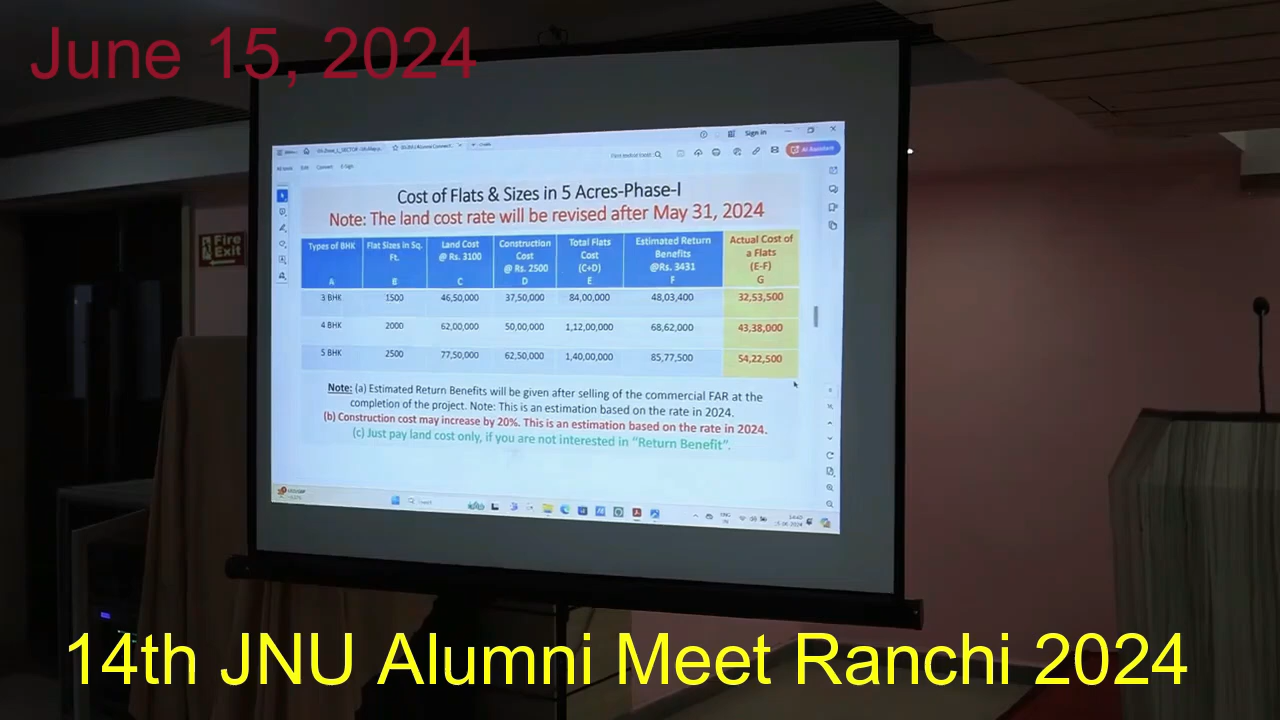 June 15, 2024
Sign in
Find text or tools
AI Assistant
Cost of Flats & Sizes in 5 Acres-Phase-I
Note: The land cost rate will be revised after May 31, 2024
Types of BHK A
Flat Sizes in Sq. Ft. B
Land Cost @ Rs. 3100 C
Construction Cost @ Rs. 2500 D
Total Flats Cost (C+D) E
Estimated Return Benefits @Rs. 3431 F
Actual Cost of a Flats (E-F) G
3 BHK 1500 46,50,000 37,50,000 84,00,000 48,03,400 32,53,500
4 BHK 2000 62,00,000 50,00,000 1,12,00,000 68,62,000 43,38,000
5 BHK 2500 77,50,000 62,50,000 1,40,00,000 85,77,500 54,22,500
Note: (a) Estimated Return Benefits will be given after selling of the commercial FAR at the
completion of the project. Note: This is an estimation based on the rate in 2024.
(b) Construction cost may increase by 20%. This is an estimation based on the rate in 2024.
(c) Just pay land cost only, if you are not interested in "Return Benefit".
Fire
Exit
14th JNU Alumni Meet Ranchi 2024